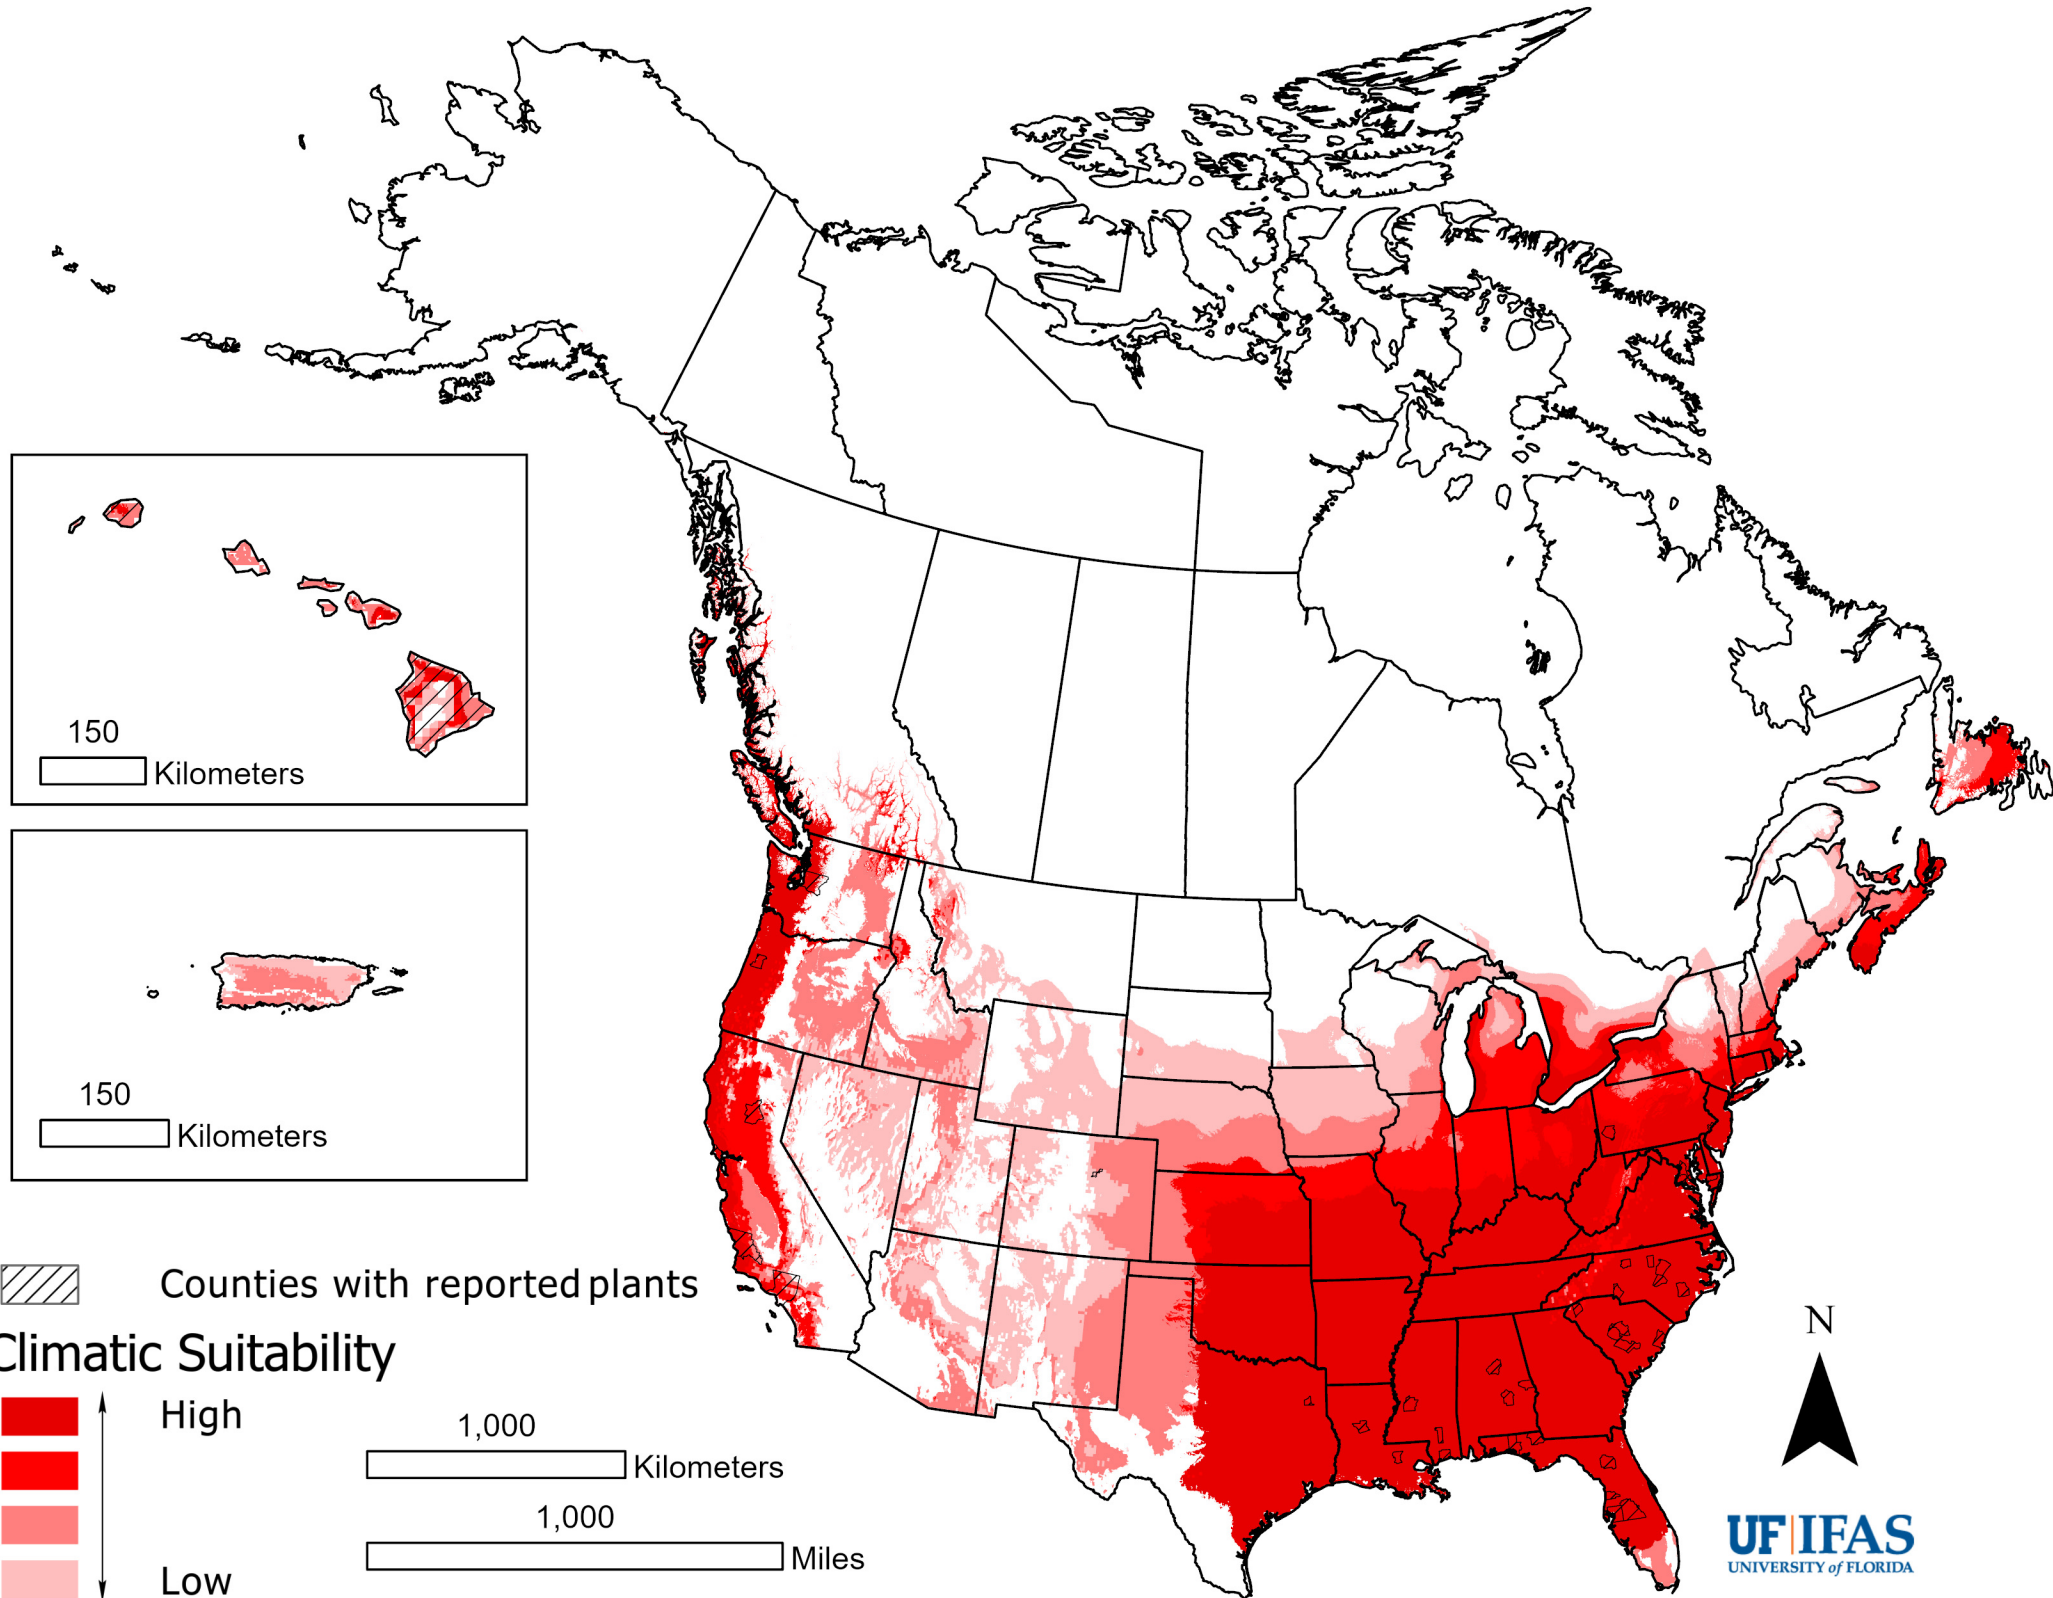 150
Kilometers
150
Kilometers
Counties with reported plants
Climatic Suitability
High
Low
1,000
Kilometers
1,000
Miles
N
UF|IFAS
UNIVERSITY of FLORIDA